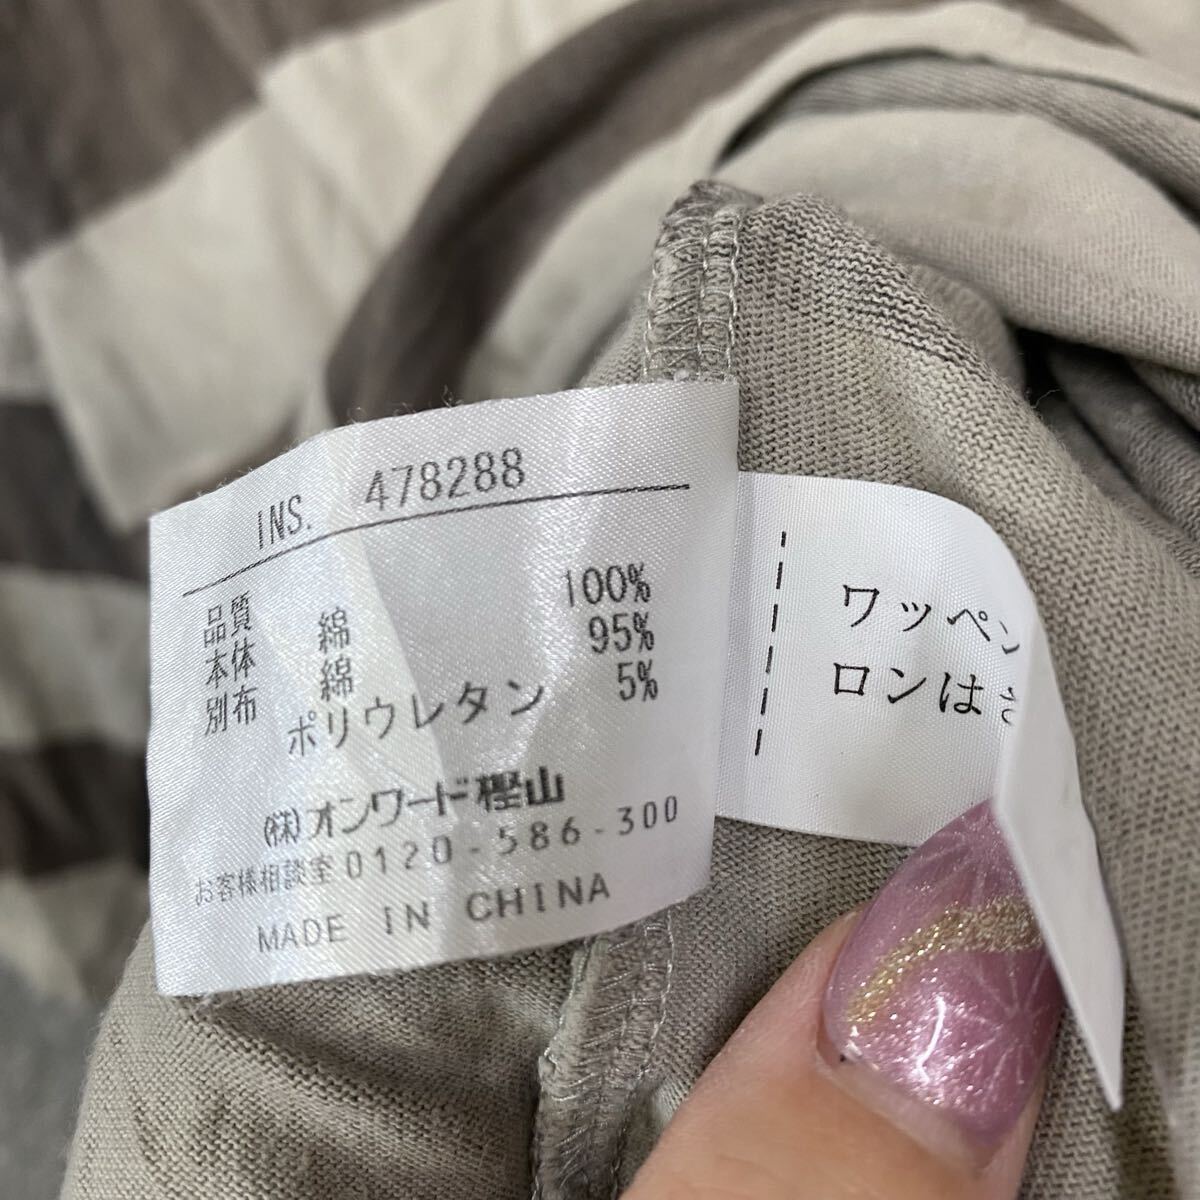 INS. 478288
品質
本体 綿 100%
別布 綿 95%
ポリウレタン 5%
(株)オンワード樫山
お客様相談室 0120-586-300
MADE IN CHINA
ワッペン
ロンはさ